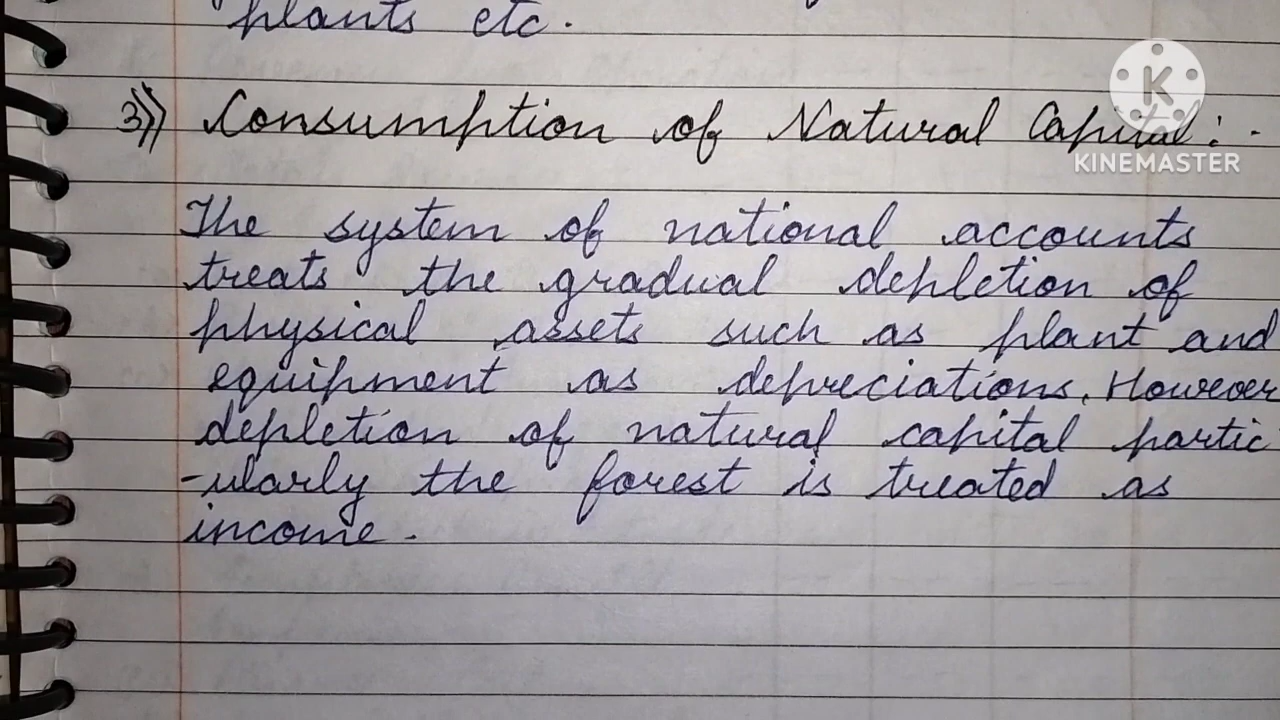 plants etc.
3)) Consumption of Natural Capital:-
K
KINEMASTER
The system of national accounts
treats the gradual depletion of
physical assets such as plant and
equipment as depreciations. However
depletion of natural capital partic
-ularly the forest is treated as
income.